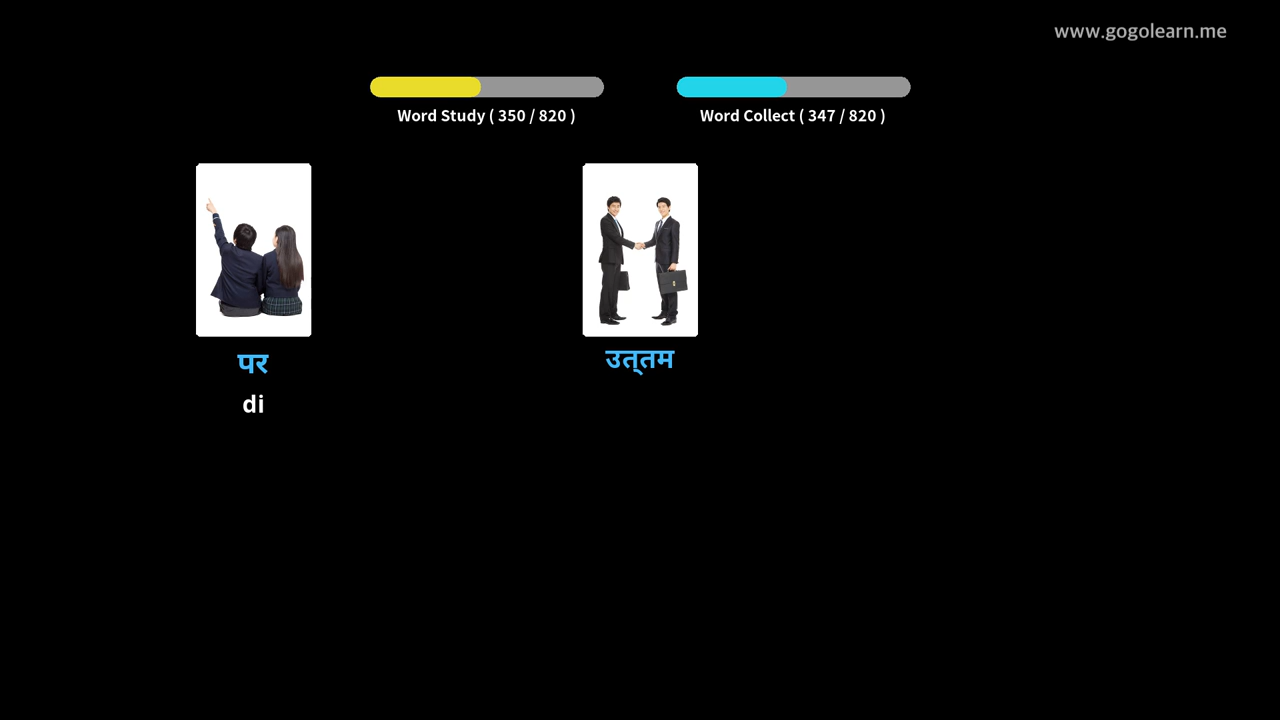 www.gogolearn.me
Word Study ( 350 / 820 )
Word Collect ( 347 / 820 )
पर
di
उत्‌तम